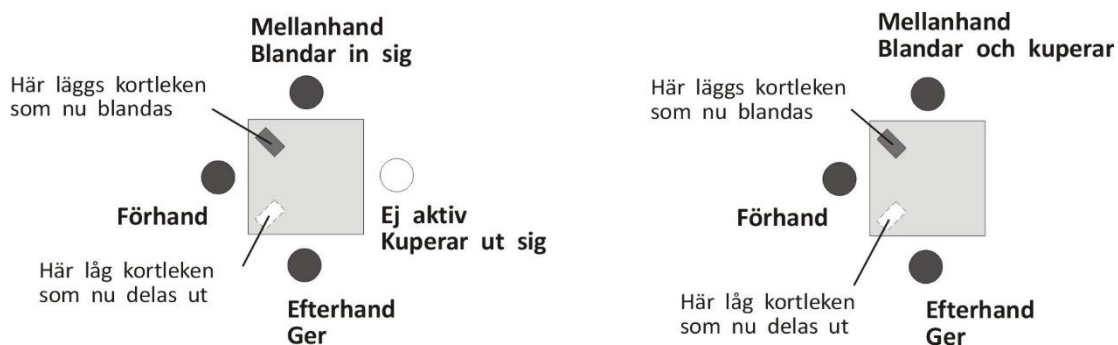 Mellanhand
Blandar in sig
Här läggs kortleken
som nu blandas
Förhand
Ej aktiv
Kuperar ut sig
Här låg kortleken
som nu delas ut
Efterhand
Ger
Mellanhand
Blandar och kuperar
Här läggs kortleken
som nu blandas
Förhand
Här låg kortleken
som nu delas ut
Efterhand
Ger